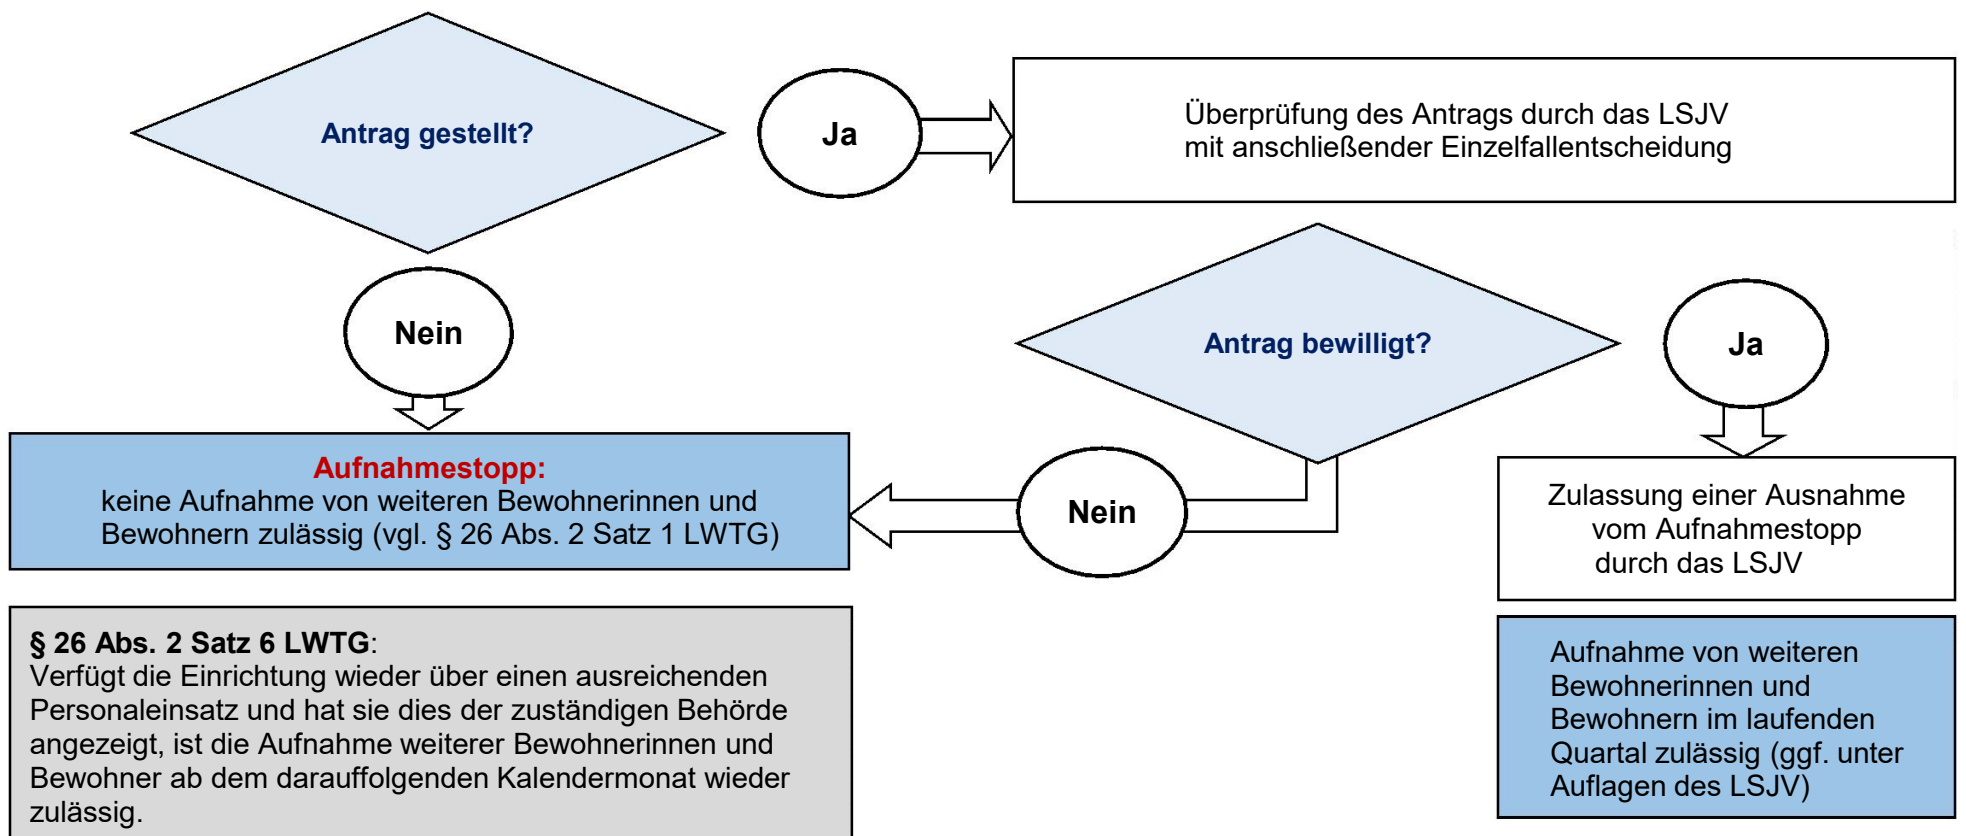 Antrag gestellt?
Ja
Überprüfung des Antrags durch das LSJV
mit anschließender Einzelfallentscheidung
Nein
Antrag bewilligt?
Ja
Aufnahmestopp:
keine Aufnahme von weiteren Bewohnerinnen und
Bewohnern zulässig (vgl. § 26 Abs. 2 Satz 1 LWTG)
Nein
Zulassung einer Ausnahme
vom Aufnahmestopp
durch das LSJV
§ 26 Abs. 2 Satz 6 LWTG:
Verfügt die Einrichtung wieder über einen ausreichenden
Personaleinsatz und hat sie dies der zuständigen Behörde
angezeigt, ist die Aufnahme weiterer Bewohnerinnen und
Bewohner ab dem darauffolgenden Kalendermonat wieder
zulässig.
Aufnahme von weiteren
Bewohnerinnen und
Bewohnern im laufenden
Quartal zulässig (ggf. unter
Auflagen des LSJV)